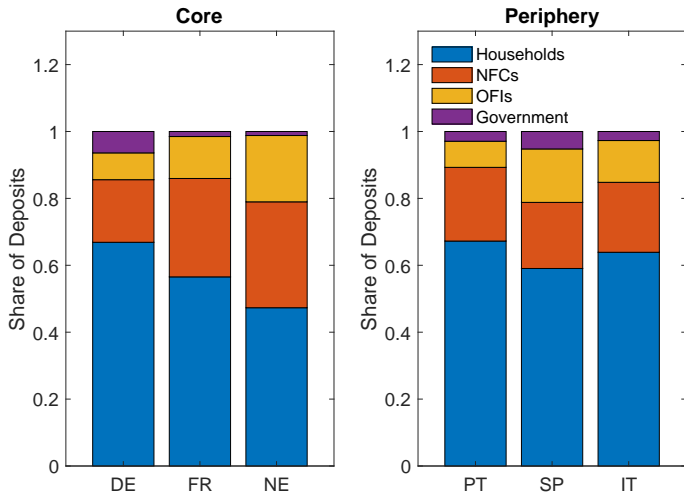 Core
Share of Deposits
1.2
1
0.8
0.6
0.4
0.2
0
DE FR NE
Periphery
Share of Deposits
1.2
1
0.8
0.6
0.4
0.2
0
Households
NFCs
OFIs
Government
PT SP IT